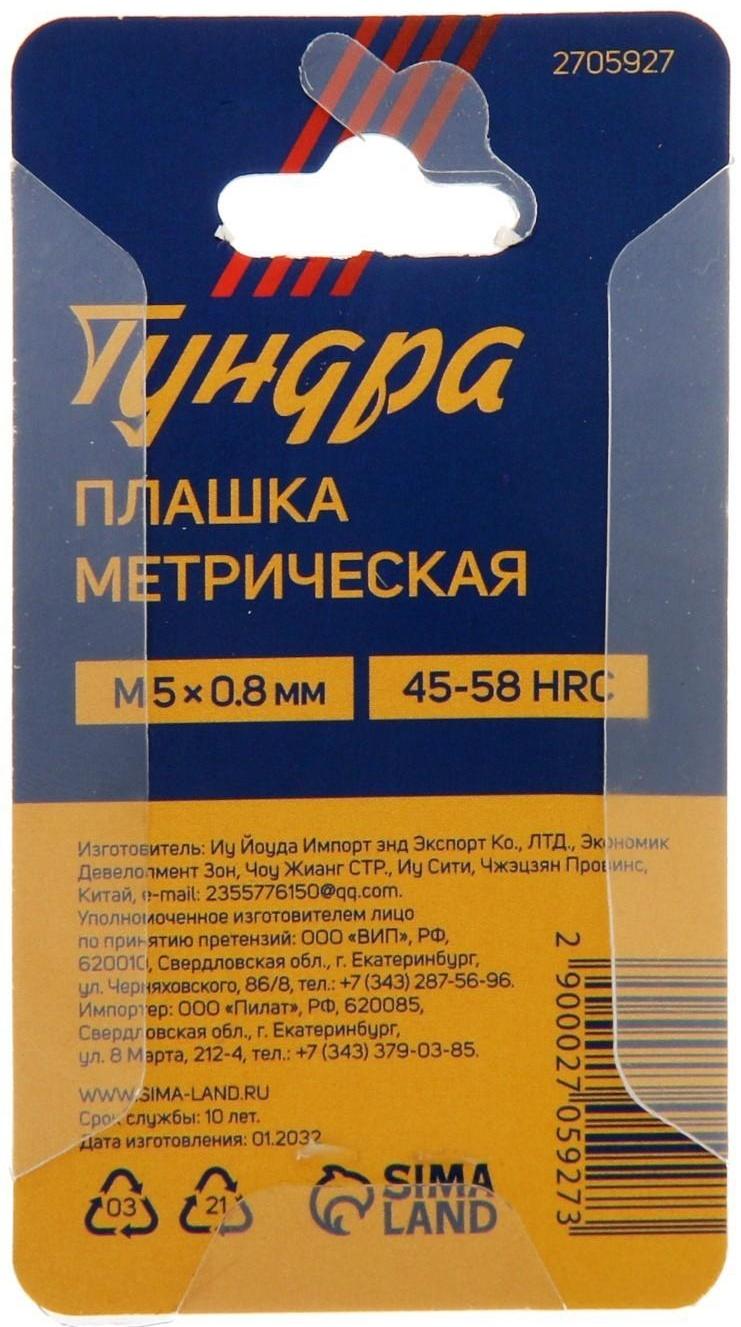 2705927
Тундра
ПЛАШКА
МЕТРИЧЕСКАЯ
М 5 × 0.8 мм 45-58 HRC
Изготовитель: Иу Йоуда Импорт энд Экспорт Ко., ЛТД., Экономик
Девелопмент Зон, Чоу Жианг СТР., Иу Сити, Чжэцзян Провинс,
Китай, e-mail: 2355776150@qq.com.
Уполномоченное изготовителем лицо
по принятию претензий: ООО «ВИП», РФ,
620010, Свердловская обл., г. Екатеринбург,
ул. Черняховского, 86/8, тел.: +7 (343) 287-56-96.
Импортер: ООО «Пилат», РФ, 620085,
Свердловская обл., г. Екатеринбург,
ул. 8 Марта, 212-4, тел.: +7 (343) 379-03-85.
WWW.SIMA-LAND.RU
Срок службы: 10 лет.
Дата изготовления:
03 21
SIMA
LAND
2 900027 059273